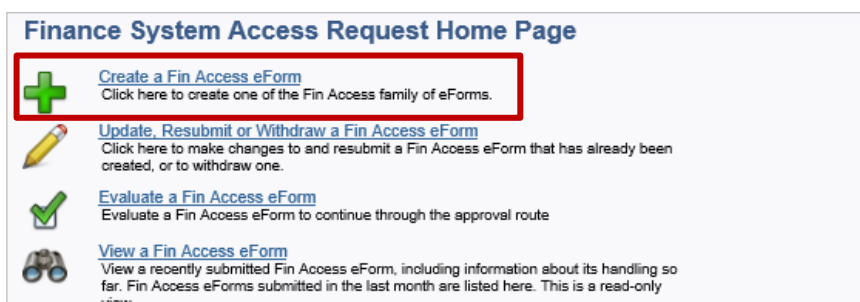 Finance System Access Request Home Page
Create a Fin Access eForm
Click here to create one of the Fin Access family of eForms.
Update, Resubmit or Withdraw a Fin Access eForm
Click here to make changes to and resubmit a Fin Access eForm that has already been
created, or to withdraw one.
Evaluate a Fin Access eForm
Evaluate a Fin Access eForm to continue through the approval route
View a Fin Access eForm
View a recently submitted Fin Access eForm, including information about its handling so
far. Fin Access eForms submitted in the last month are listed here. This is a read-only
view.